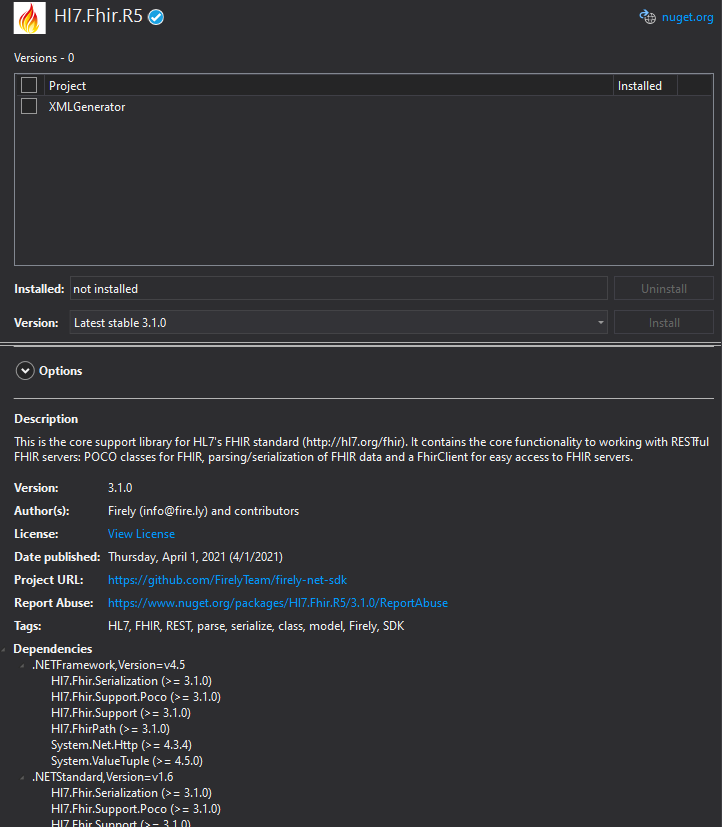 Hl7.Fhir.R5
nuget.org
Versions - 0
Project Installed
XMLGenerator
Installed: not installed Uninstall
Version: Latest stable 3.1.0 Install
Options
Description
This is the core support library for HL7's FHIR standard (http://hl7.org/fhir). It contains the core functionality to working with RESTful
FHIR servers: POCO classes for FHIR, parsing/serialization of FHIR data and a FhirClient for easy access to FHIR servers.
Version: 3.1.0
Author(s): Firely (info@fire.ly) and contributors
License: View License
Date published: Thursday, April 1, 2021 (4/1/2021)
Project URL: https://github.com/FirelyTeam/firely-net-sdk
Report Abuse: https://www.nuget.org/packages/Hl7.Fhir.R5/3.1.0/ReportAbuse
Tags: HL7, FHIR, REST, parse, serialize, class, model, Firely, SDK
Dependencies
.NETFramework,Version=v4.5
Hl7.Fhir.Serialization (>= 3.1.0)
Hl7.Fhir.Support.Poco (>= 3.1.0)
Hl7.Fhir.Support (>= 3.1.0)
Hl7.FhirPath (>= 3.1.0)
System.Net.Http (>= 4.3.4)
System.ValueTuple (>= 4.5.0)
.NETStandard,Version=v1.6
Hl7.Fhir.Serialization (>= 3.1.0)
Hl7.Fhir.Support.Poco (>= 3.1.0)
Hl7.Fhir.Support (>= 3.1.0)